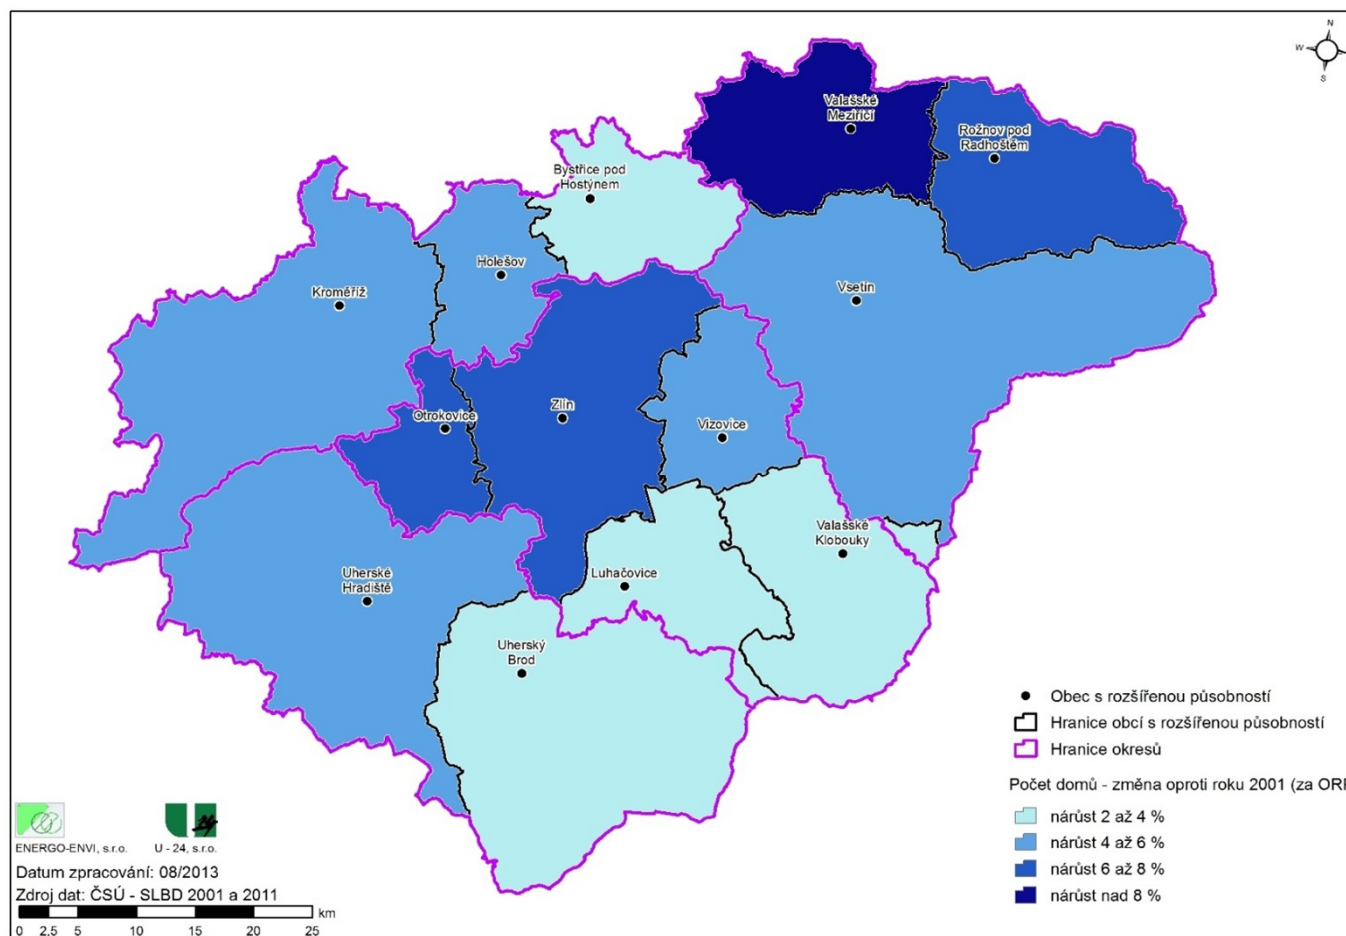 N
W
S
Valašské
Meziříčí
Rožnov pod
Radhoštěm
Bystřice pod
Hostýnem
Holešov
Kroměříž
Vsetín
Otrokovice
Zlín
Vizovice
Valašské
Klobouky
Luhačovice
Uherské
Hradiště
Uherský
Brod
Obec s rozšířenou působností
Hranice obcí s rozšířenou působností
Hranice okresů
Počet domů - změna oproti roku 2001 (za ORP
nárůst 2 až 4 %
nárůst 4 až 6 %
nárůst 6 až 8 %
nárůst nad 8 %
ENERGO-ENVI, s.r.o. U - 24, s.r.o.
Datum zpracování: 08/2013
Zdroj dat: ČSÚ - SLBD 2001 a 2011
km
0 2,5 5 10 15 20 25